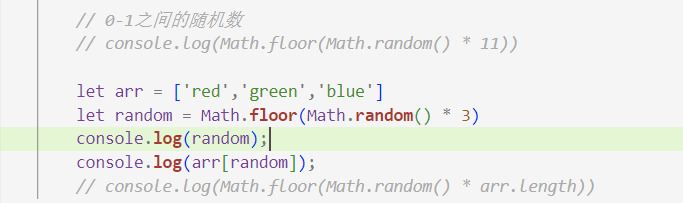 // 0-1之间的随机数
// console.log(Math.floor(Math.random() * 11))
let arr = ['red','green','blue']
let random = Math.floor(Math.random() * 3)
console.log(random);
console.log(arr[random]);
// console.log(Math.floor(Math.random() * arr.length))